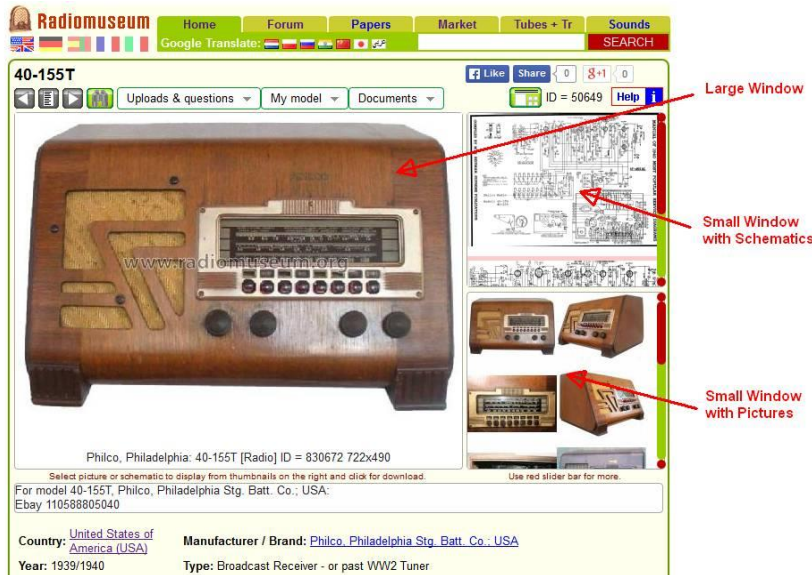 Radiomuseum
Home Forum Papers Market Tubes + Tr Sounds
Google Translate: عربي SEARCH
40-155T
Like Share 0 g+1 0
Uploads & questions My model Documents ID = 50649 Help i
Large Window
Small Window
with Schematics
www.radiomuseum.org
Small Window
with Pictures
Philco, Philadelphia: 40-155T [Radio] ID = 830672 722x490
Select picture or schematic to display from thumbnails on the right and click for download. Use red slider bar for more.
For model 40-155T, Philco, Philadelphia Stg. Batt. Co.; USA:
Ebay 110588805040
Country: United States of America (USA) Manufacturer / Brand: Philco, Philadelphia Stg. Batt. Co.; USA
Year: 1939/1940 Type: Broadcast Receiver - or past WW2 Tuner